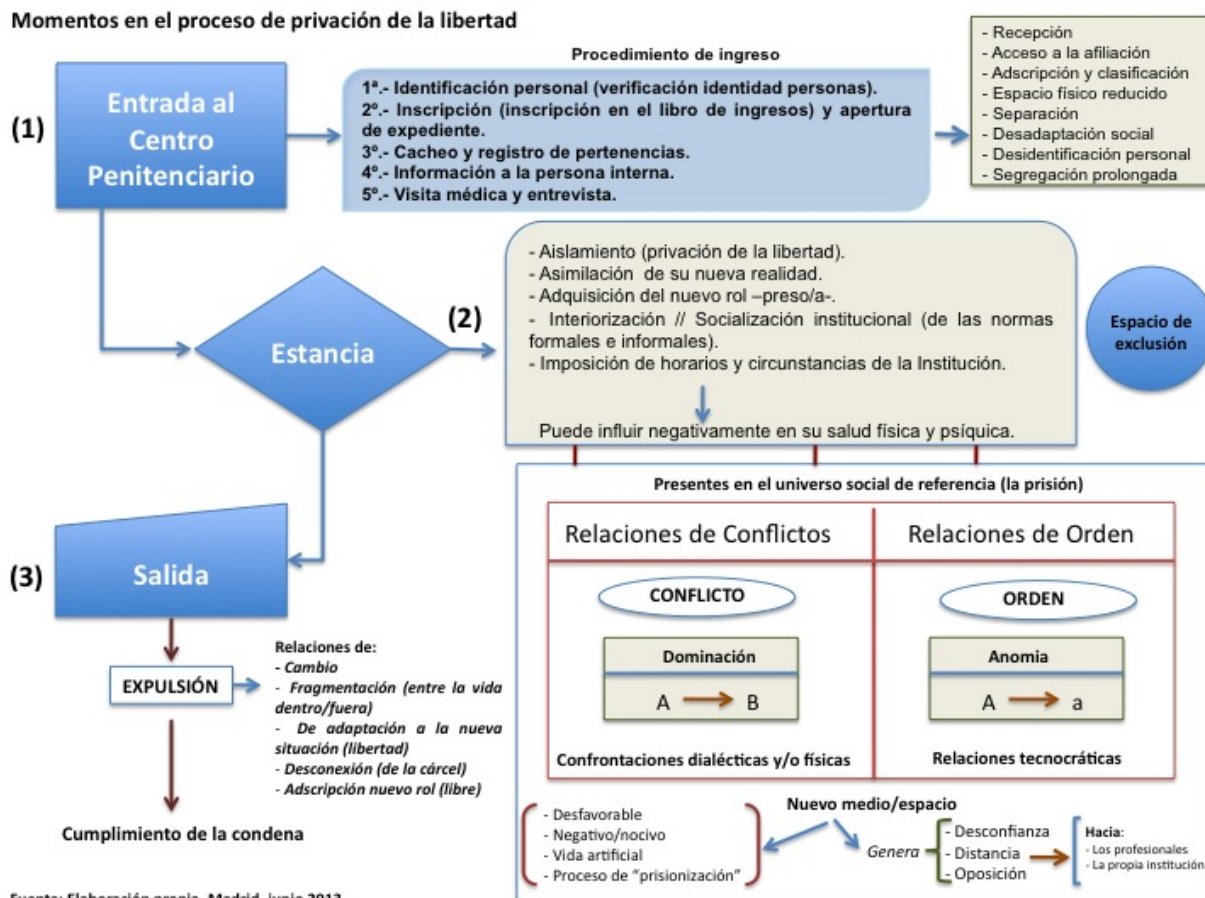 Momentos en el proceso de privación de la libertad
(1)
Entrada al
Centro
Penitenciario
Procedimiento de ingreso
1ª.- Identificación personal (verificación identidad personas).
2º.- Inscripción (inscripción en el libro de ingresos) y apertura
de expediente.
3º.- Cacheo y registro de pertenencias.
4º.- Información a la persona interna.
5º.- Visita médica y entrevista.
- Recepción
- Acceso a la afiliación
- Adscripción y clasificación
- Espacio físico reducido
- Separación
- Desadaptación social
- Desidentificación personal
- Segregación prolongada
Estancia
(2)
- Aislamiento (privación de la libertad).
- Asimilación de su nueva realidad.
- Adquisición del nuevo rol –preso/a-.
- Interiorización // Socialización institucional (de las normas
formales e informales).
- Imposición de horarios y circunstancias de la Institución.
Puede influir negativamente en su salud física y psíquica.
Espacio de
exclusión
Presentes en el universo social de referencia (la prisión)
Relaciones de Conflictos
Relaciones de Orden
CONFLICTO
ORDEN
Dominación
A B
Anomia
A a
Confrontaciones dialécticas y/o físicas
Relaciones tecnocráticas
Nuevo medio/espacio
- Desfavorable
- Negativo/nocivo
- Vida artificial
- Proceso de “prisionización”
Genera
- Desconfianza
- Distancia
- Oposición
Hacia:
- Los profesionales
- La propia institución
(3)
Salida
EXPULSIÓN
Relaciones de:
- Cambio
- Fragmentación (entre la vida
dentro/fuera)
- De adaptación a la nueva
situación (libertad)
- Desconexión (de la cárcel)
- Adscripción nuevo rol (libre)
Cumplimiento de la condena
Fuente: Elaboración propia. Madrid, junio 2013